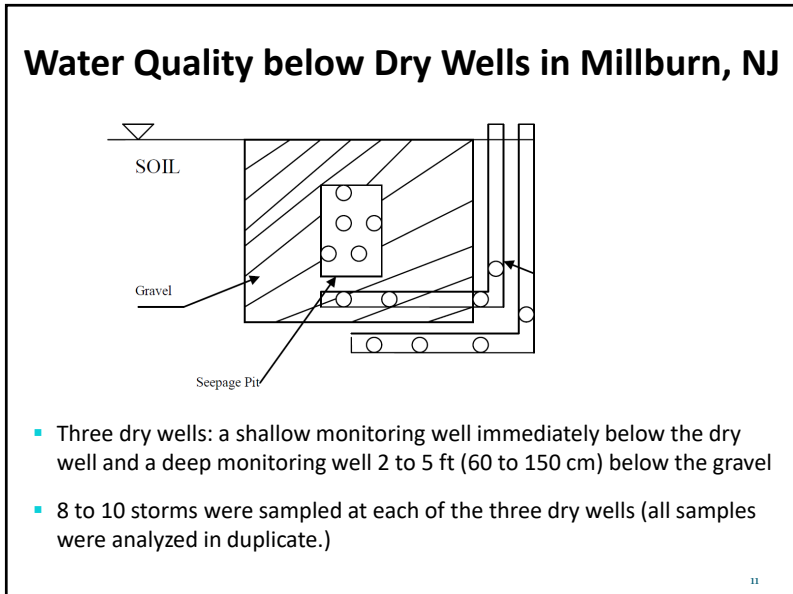 Water Quality below Dry Wells in Millburn, NJ
SOIL
Gravel
Seepage Pit
▪ Three dry wells: a shallow monitoring well immediately below the dry
well and a deep monitoring well 2 to 5 ft (60 to 150 cm) below the gravel
▪ 8 to 10 storms were sampled at each of the three dry wells (all samples
were analyzed in duplicate.)
11